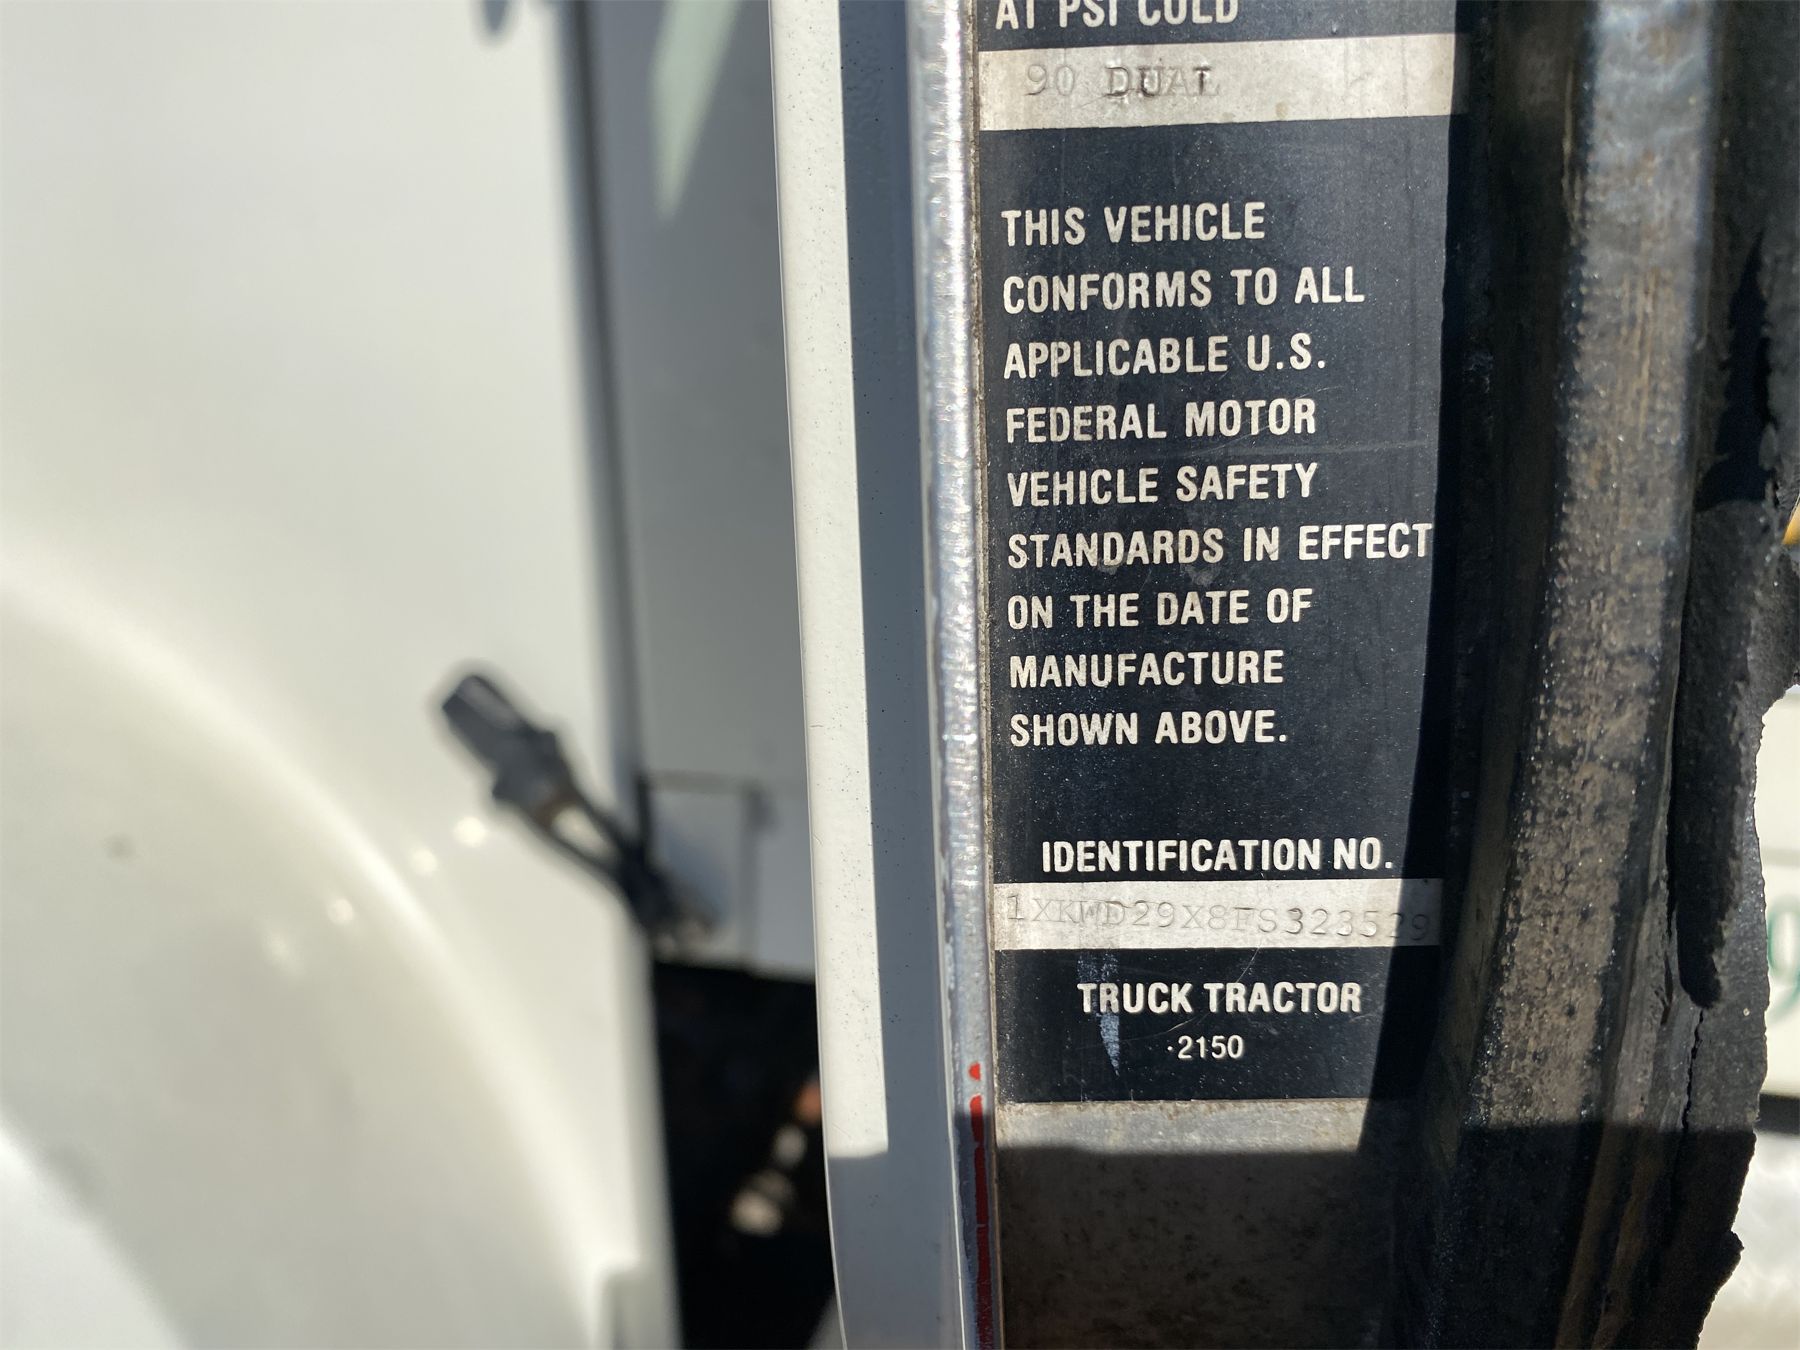 AT PSI COLD
90 DUAL
THIS VEHICLE
CONFORMS TO ALL
APPLICABLE U.S.
FEDERAL MOTOR
VEHICLE SAFETY
STANDARDS IN EFFECT
ON THE DATE OF
MANUFACTURE
SHOWN ABOVE.
IDENTIFICATION NO.
1XKWD29X8FS323529
TRUCK TRACTOR
·2150